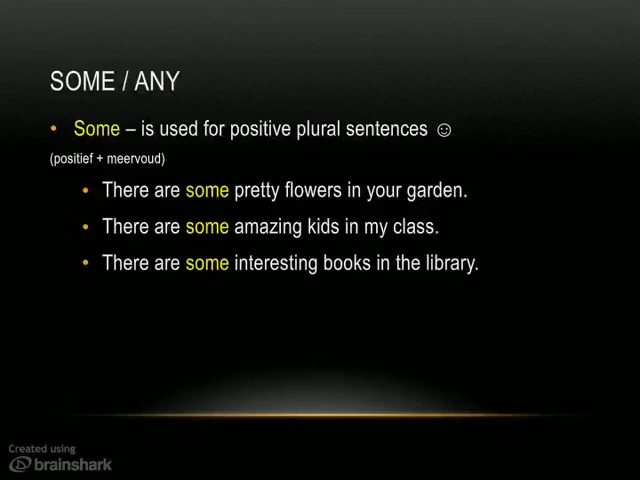 SOME / ANY
• Some – is used for positive plural sentences ☺
(positief + meervoud)
• There are some pretty flowers in your garden.
• There are some amazing kids in my class.
• There are some interesting books in the library.
Created using
brainshark